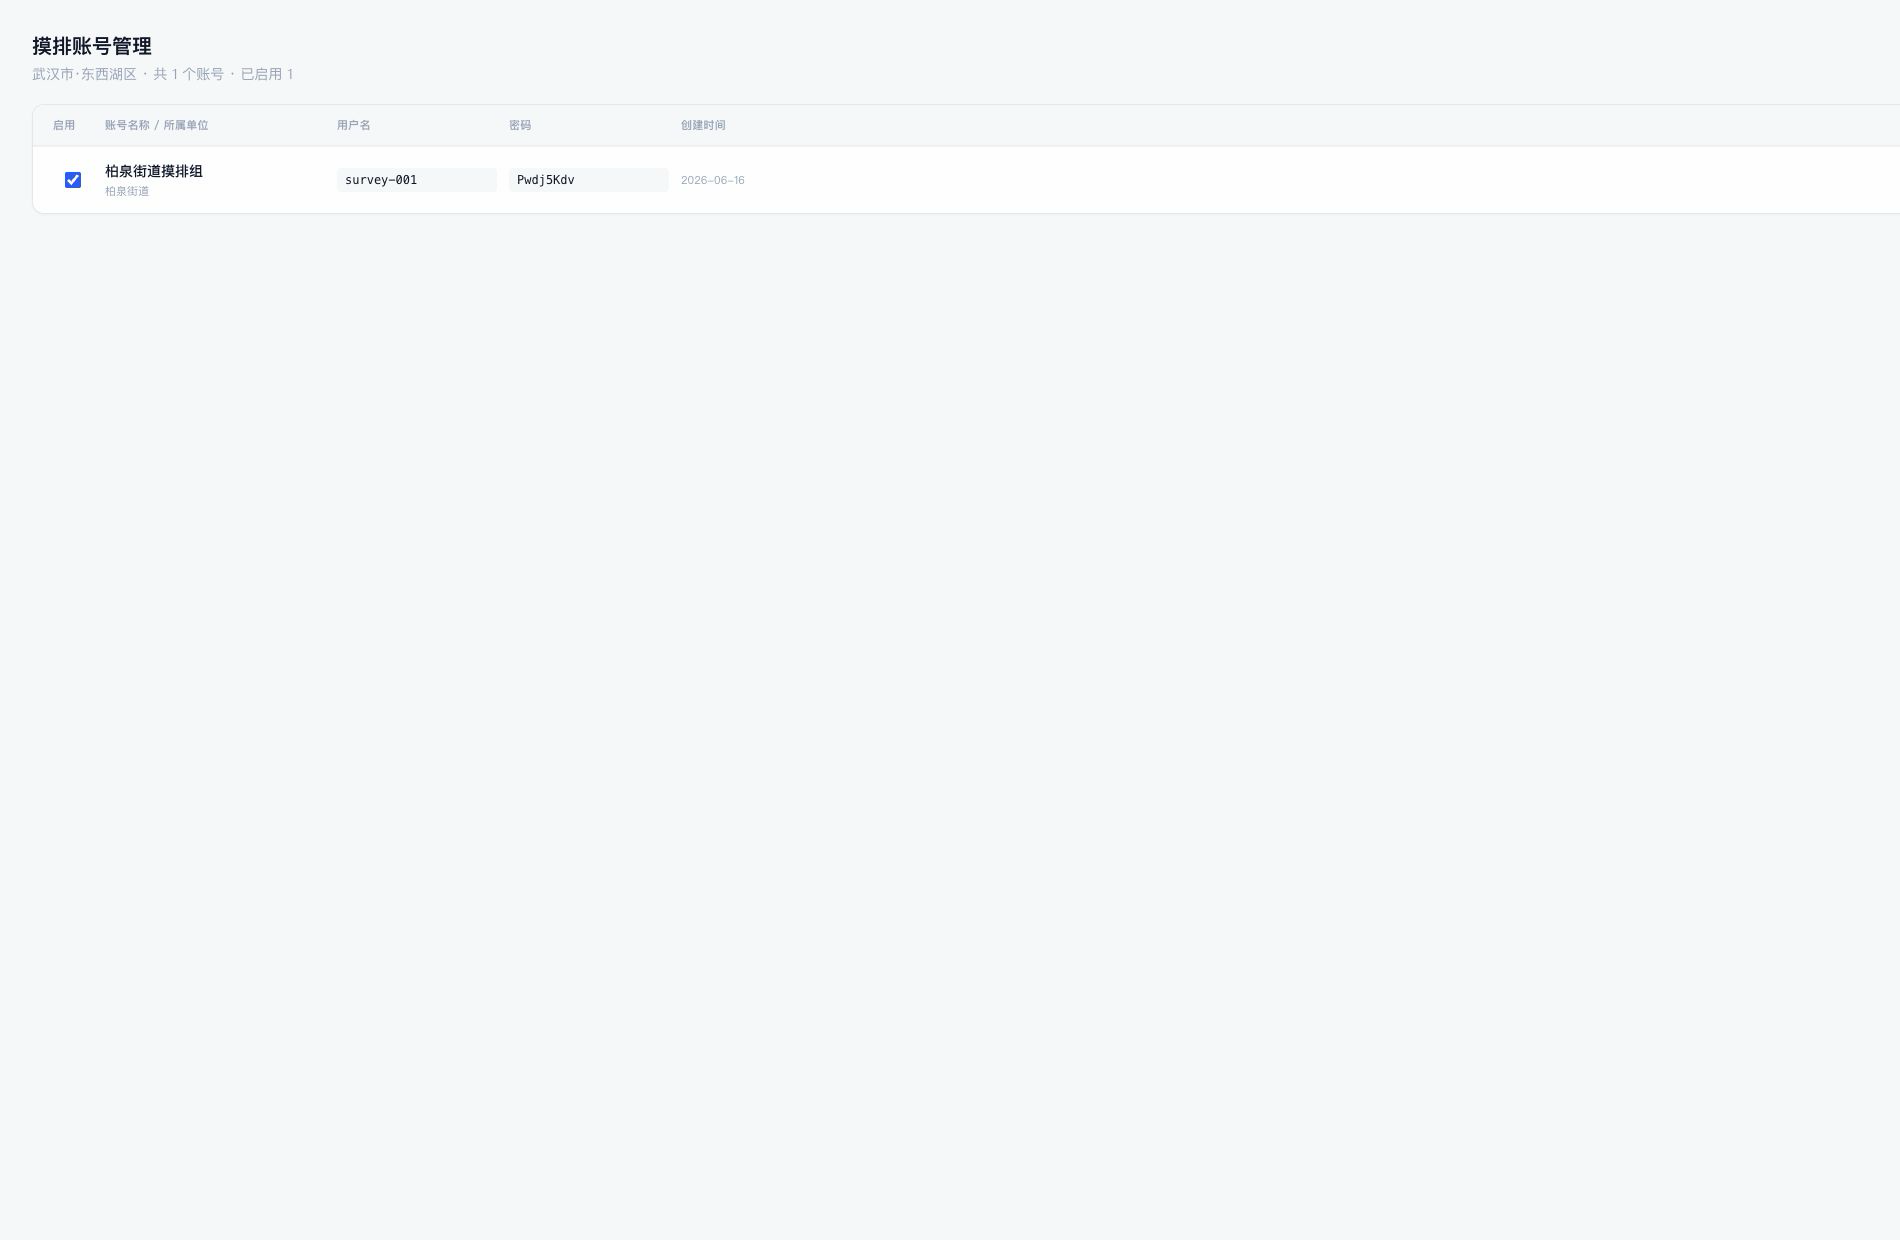 摸排账号管理
武汉市·东西湖区 · 共 1 个账号 · 已启用 1
启用 账号名称 / 所属单位 用户名 密码 创建时间
柏泉街道摸排组 survey-001 Pwdj5Kdv 2026-06-16
柏泉街道